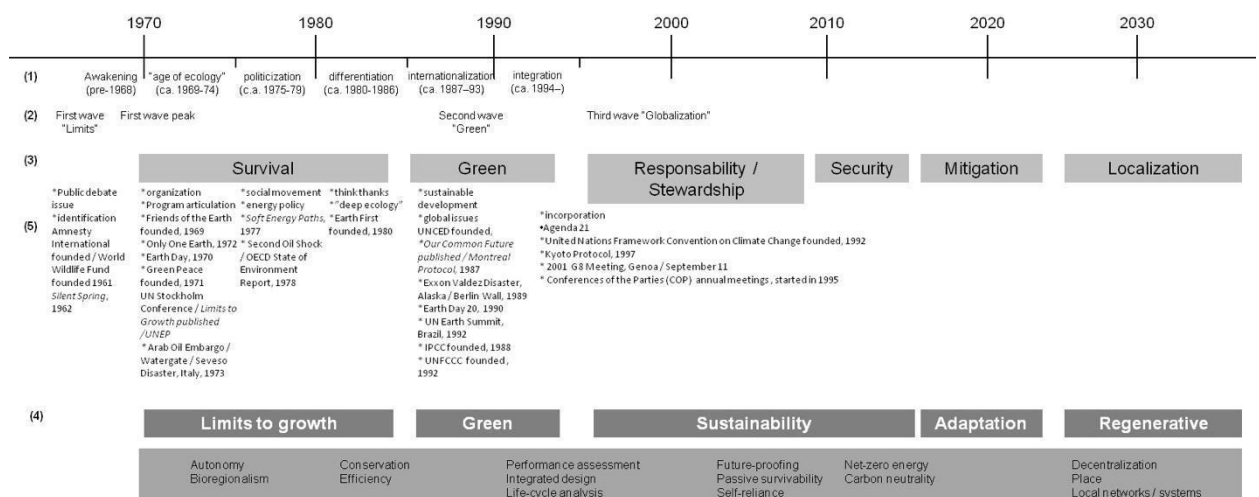 1970 1980 1990 2000 2010 2020 2030
(1)
Awakening
(pre-1968)
"age of ecology"
(ca. 1969-74)
politicization
(c.a. 1975-79)
differentiation
(ca. 1980-1986)
internationalization
(ca. 1987–93)
integration
(ca. 1994–)
(2)
First wave
"Limits"
First wave peak
Second wave
"Green"
Third wave "Globalization"
(3)
Survival
Green
Responsability /
Stewardship
Security
Mitigation
Localization
(5)
*Public debate
issue
*identification
Amnesty
International
founded / World
Wildlife Fund
founded 1961
Silent Spring,
1962
*organization
*Program articulation
*Friends of the Earth
founded, 1969
*Only One Earth, 1972
*Earth Day, 1970
*Green Peace
founded, 1971
UN Stockholm
Conference / Limits to
Growth published
/UNEP
*Arab Oil Embargo /
Watergate / Seveso
Disaster, Italy, 1973
*social movement
*energy policy
*Soft Energy Paths,
1977
*Second Oil Shock
/ OECD State of
Environment
Report, 1978
*think thanks
*"deep ecology"
*Earth First
founded, 1980
*sustainable
development
*global issues
UNCED founded,
*Our Common Future
published / Montreal
Protocol, 1987
*Exxon Valdez Disaster,
Alaska / Berlin Wall, 1989
*Earth Day 20, 1990
*UN Earth Summit,
Brazil, 1992
*IPCC founded, 1988
*UNFCCC founded,
1992
*incorporation
•Agenda 21
*United Nations Framework Convention on Climate Change founded, 1992
*Kyoto Protocol, 1997
*2001 G8 Meeting, Genoa / September 11
*Conferences of the Parties (COP) annual meetings, started in 1995
(4)
Limits to growth
Green
Sustainability
Adaptation
Regenerative
Autonomy
Bioregionalism
Conservation
Efficiency
Performance assessment
Integrated design
Life-cycle analysis
Future-proofing
Passive survivability
Self-reliance
Net-zero energy
Carbon neutrality
Decentralization
Place
Local networks / systems